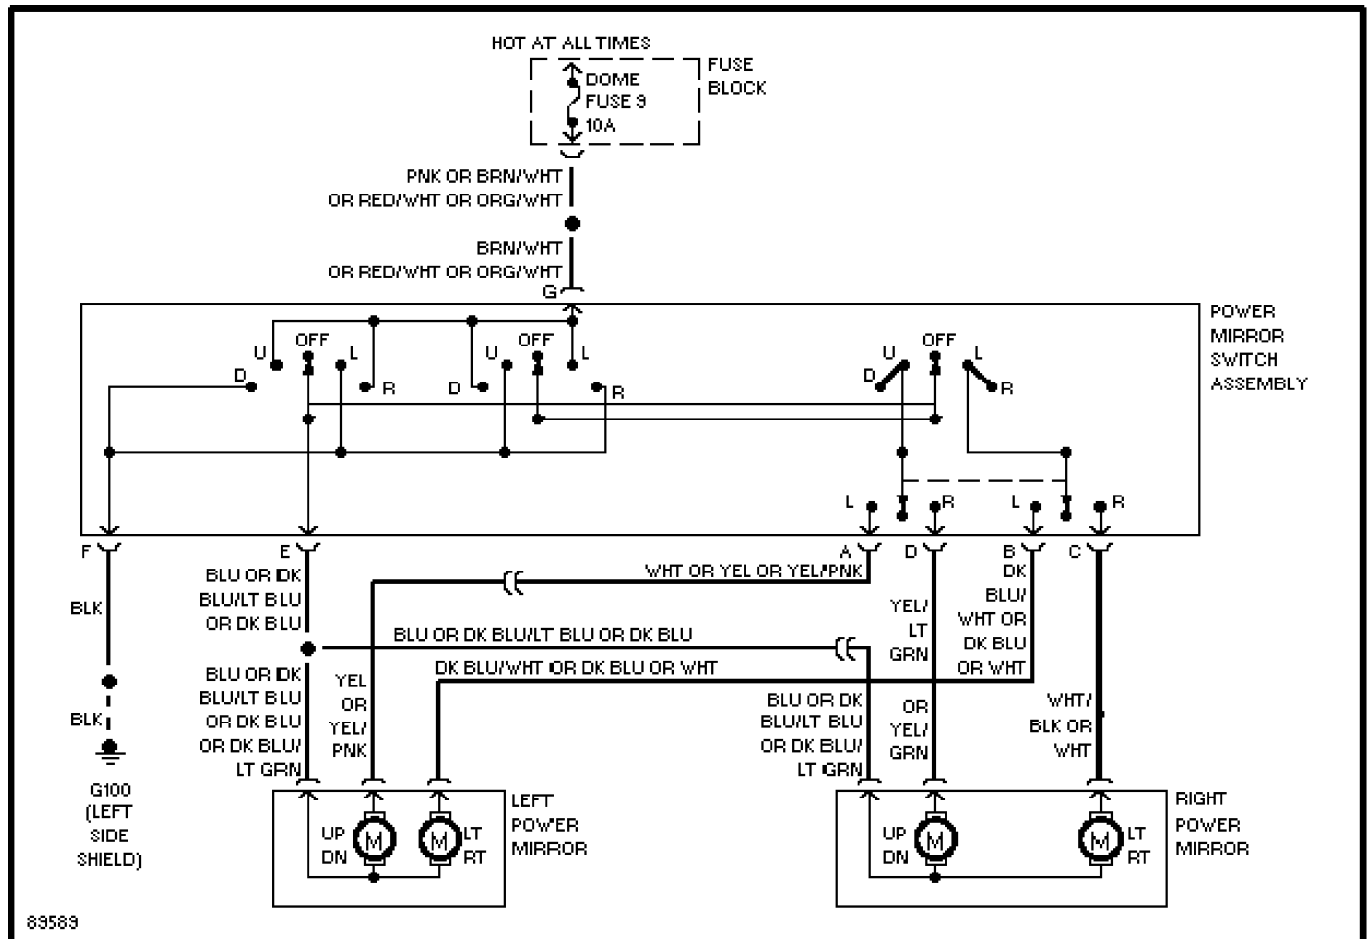 HOT AT ALL TIMES
FUSE
BLOCK
DOME
FUSE 9
10A
PNK OR BRN/WHT
OR RED/WHT OR ORG/WHT
BRN/WHT
OR RED/WHT OR ORG/WHT
G
POWER
MIRROR
SWITCH
ASSEMBLY
U OFF L
D R
U OFF L
D R
U OFF L
D R
L R L R
F E A D B C
BLU OR DK
BLU/LT BLU
OR DK BLU
BLK
WHT OR YEL OR YEL/PNK
DK
BLU/
WHT OR
DK BLU
OR WHT
YEL/
LT
GRN
BLU OR DK BLU/LT BLU OR DK BLU
DK BLU/WHT OR DK BLU OR WHT
BLK
BLU OR DK
BLU/LT BLU
OR DK BLU
OR DK BLU/
LT GRN
YEL
OR
YEL/
PNK
BLU OR DK
BLU/LT BLU
OR DK BLU/
LT GRN
OR
YEL/
GRN
WHT/
BLK OR
WHT
G100
(LEFT
SIDE
SHIELD)
UP
DN
M
M
LT
RT
LEFT
POWER
MIRROR
UP
DN
M
M
LT
RT
RIGHT
POWER
MIRROR
89589